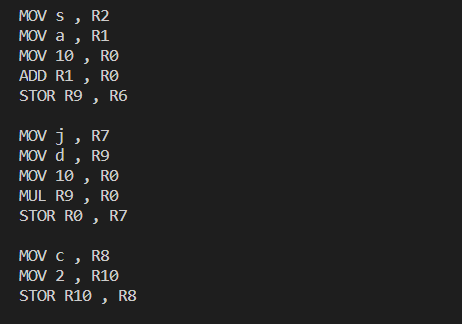 MOV s , R2
MOV a , R1
MOV 10 , R0
ADD R1 , R0
STOR R9 , R6
MOV j , R7
MOV d , R9
MOV 10 , R0
MUL R9 , R0
STOR R0 , R7
MOV c , R8
MOV 2 , R10
STOR R10 , R8